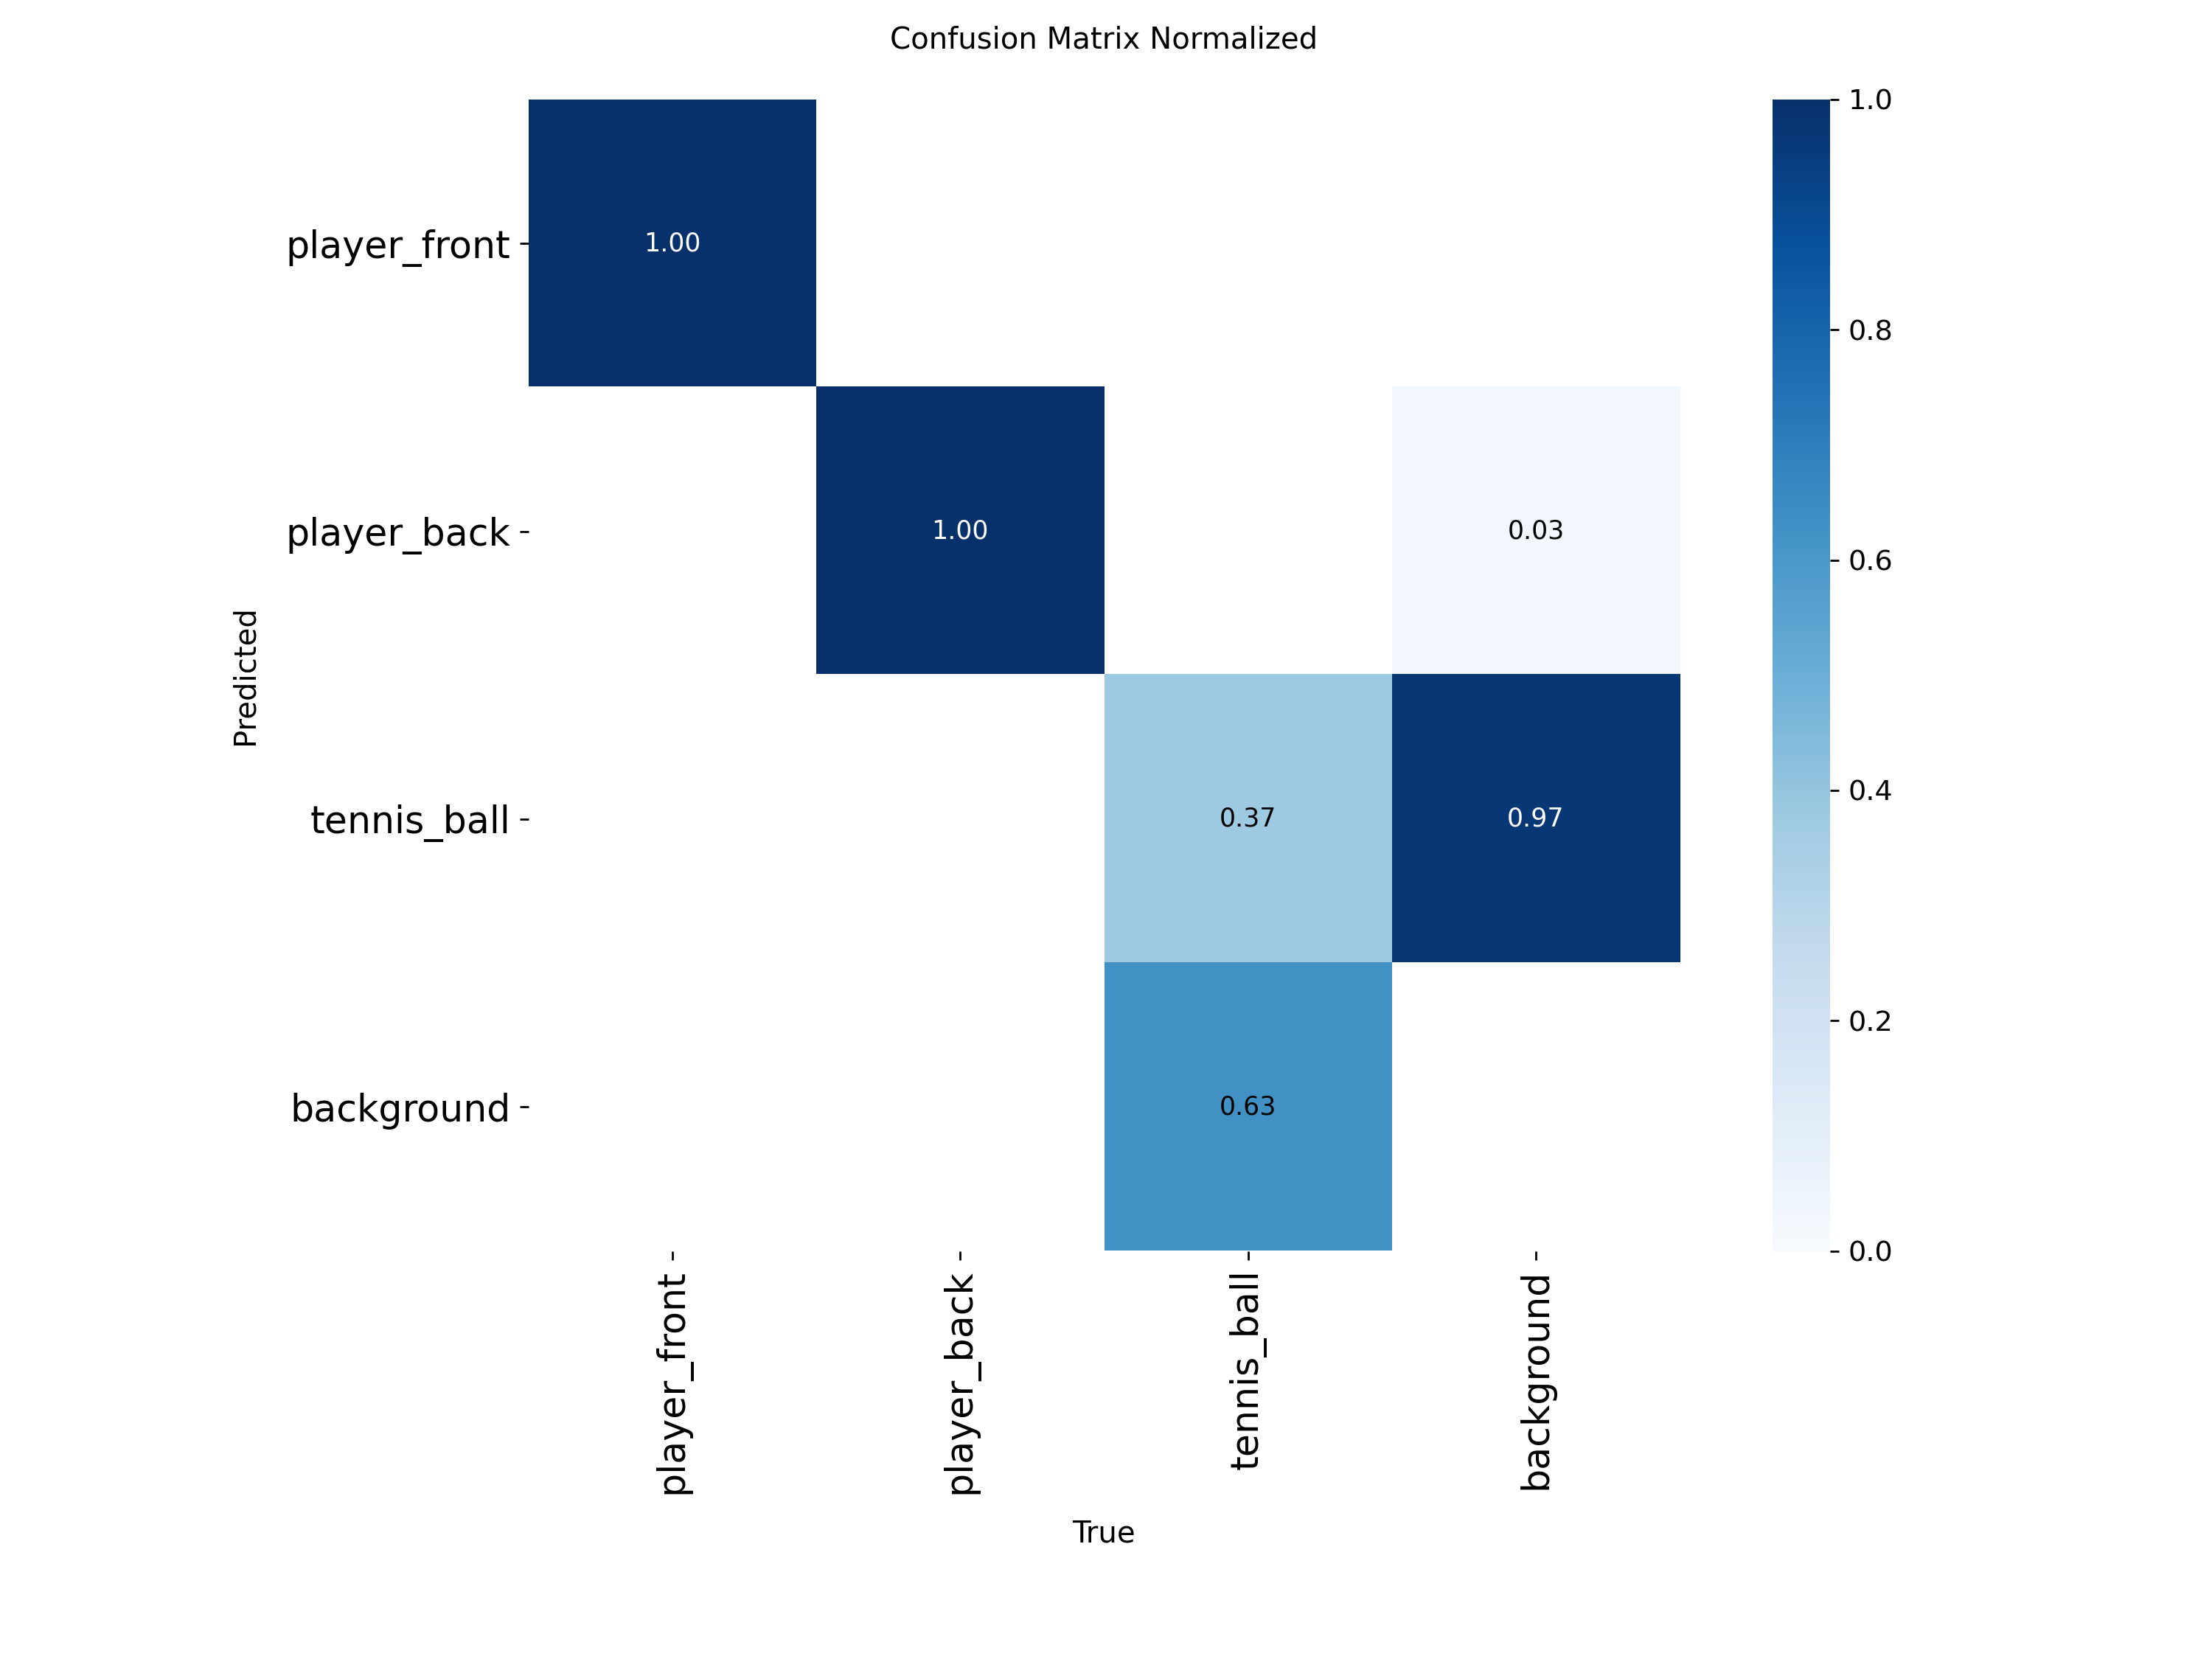 Confusion Matrix Normalized
player_front
1.00
player_back
1.00
0.03
tennis_ball
0.37
0.97
background
0.63
Predicted
player_front
player_back
tennis_ball
background
True
1.0
0.8
0.6
0.4
0.2
0.0